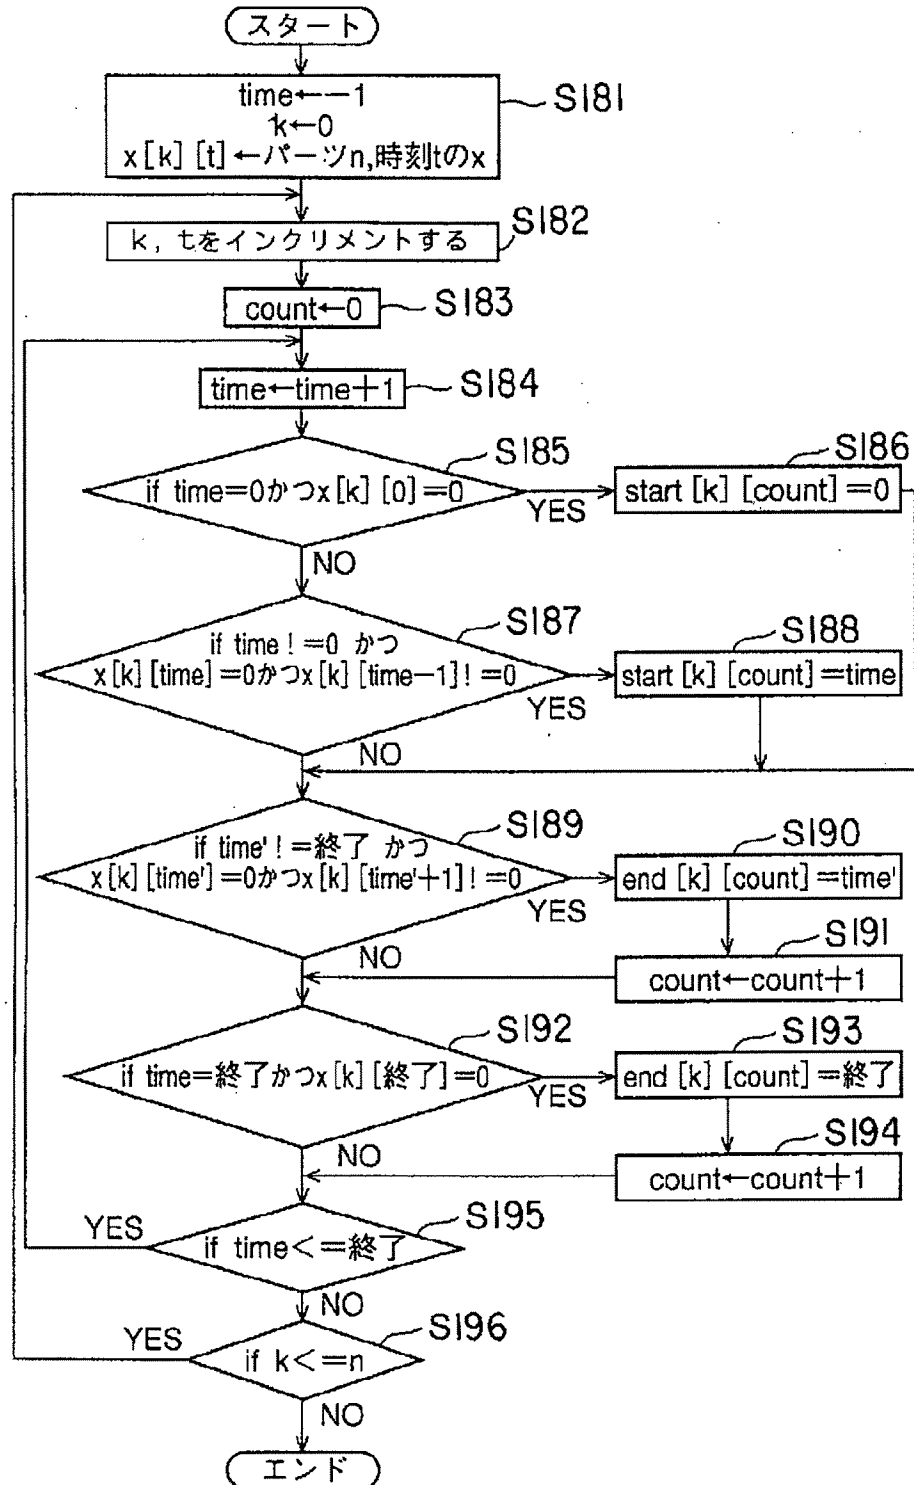 スタート
time←−1
k←0
x[k][t]←パーツn,時刻tのx
S181
k, tをインクリメントする
S182
count←0
S183
time←time+1
S184
if time=0かつx[k][0]=0
S185
YES
NO
start[k][count]=0
S186
if time!=0 かつ
x[k][time]=0かつx[k][time−1]!=0
S187
YES
NO
start[k][count]=time
S188
if time'!=終了 かつ
x[k][time']=0かつx[k][time'+1]!=0
S189
YES
NO
end[k][count]=time'
S190
count←count+1
S191
if time=終了かつx[k][終了]=0
S192
YES
NO
end[k][count]=終了
S193
count←count+1
S194
if time<=終了
S195
YES
NO
if k<=n
S196
YES
NO
エンド